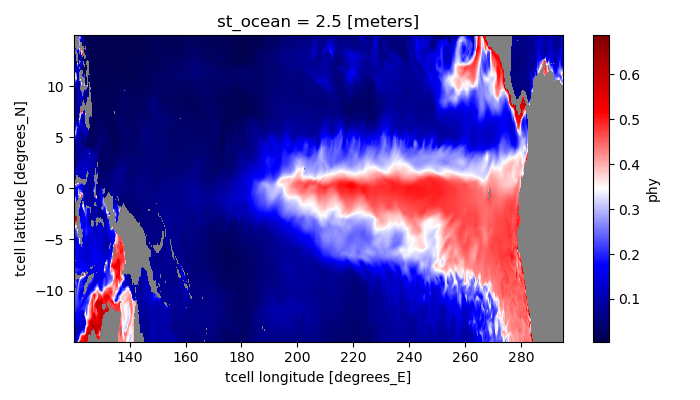 st_ocean = 2.5 [meters]
10
5
0
−5
−10
tcell latitude [degrees_N]
140 160 180 200 220 240 260 280
tcell longitude [degrees_E]
0.6
0.5
0.4
0.3
0.2
0.1
phy